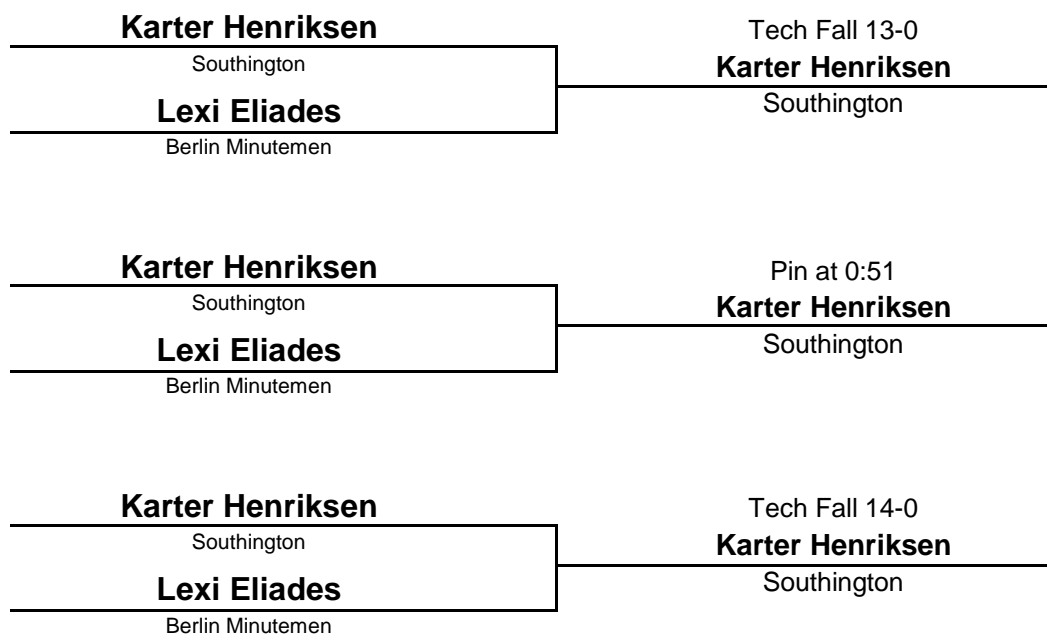 Karter Henriksen
Southington
Lexi Eliades
Berlin Minutemen
Tech Fall 13-0
Karter Henriksen
Southington
Karter Henriksen
Southington
Lexi Eliades
Berlin Minutemen
Pin at 0:51
Karter Henriksen
Southington
Karter Henriksen
Southington
Lexi Eliades
Berlin Minutemen
Tech Fall 14-0
Karter Henriksen
Southington